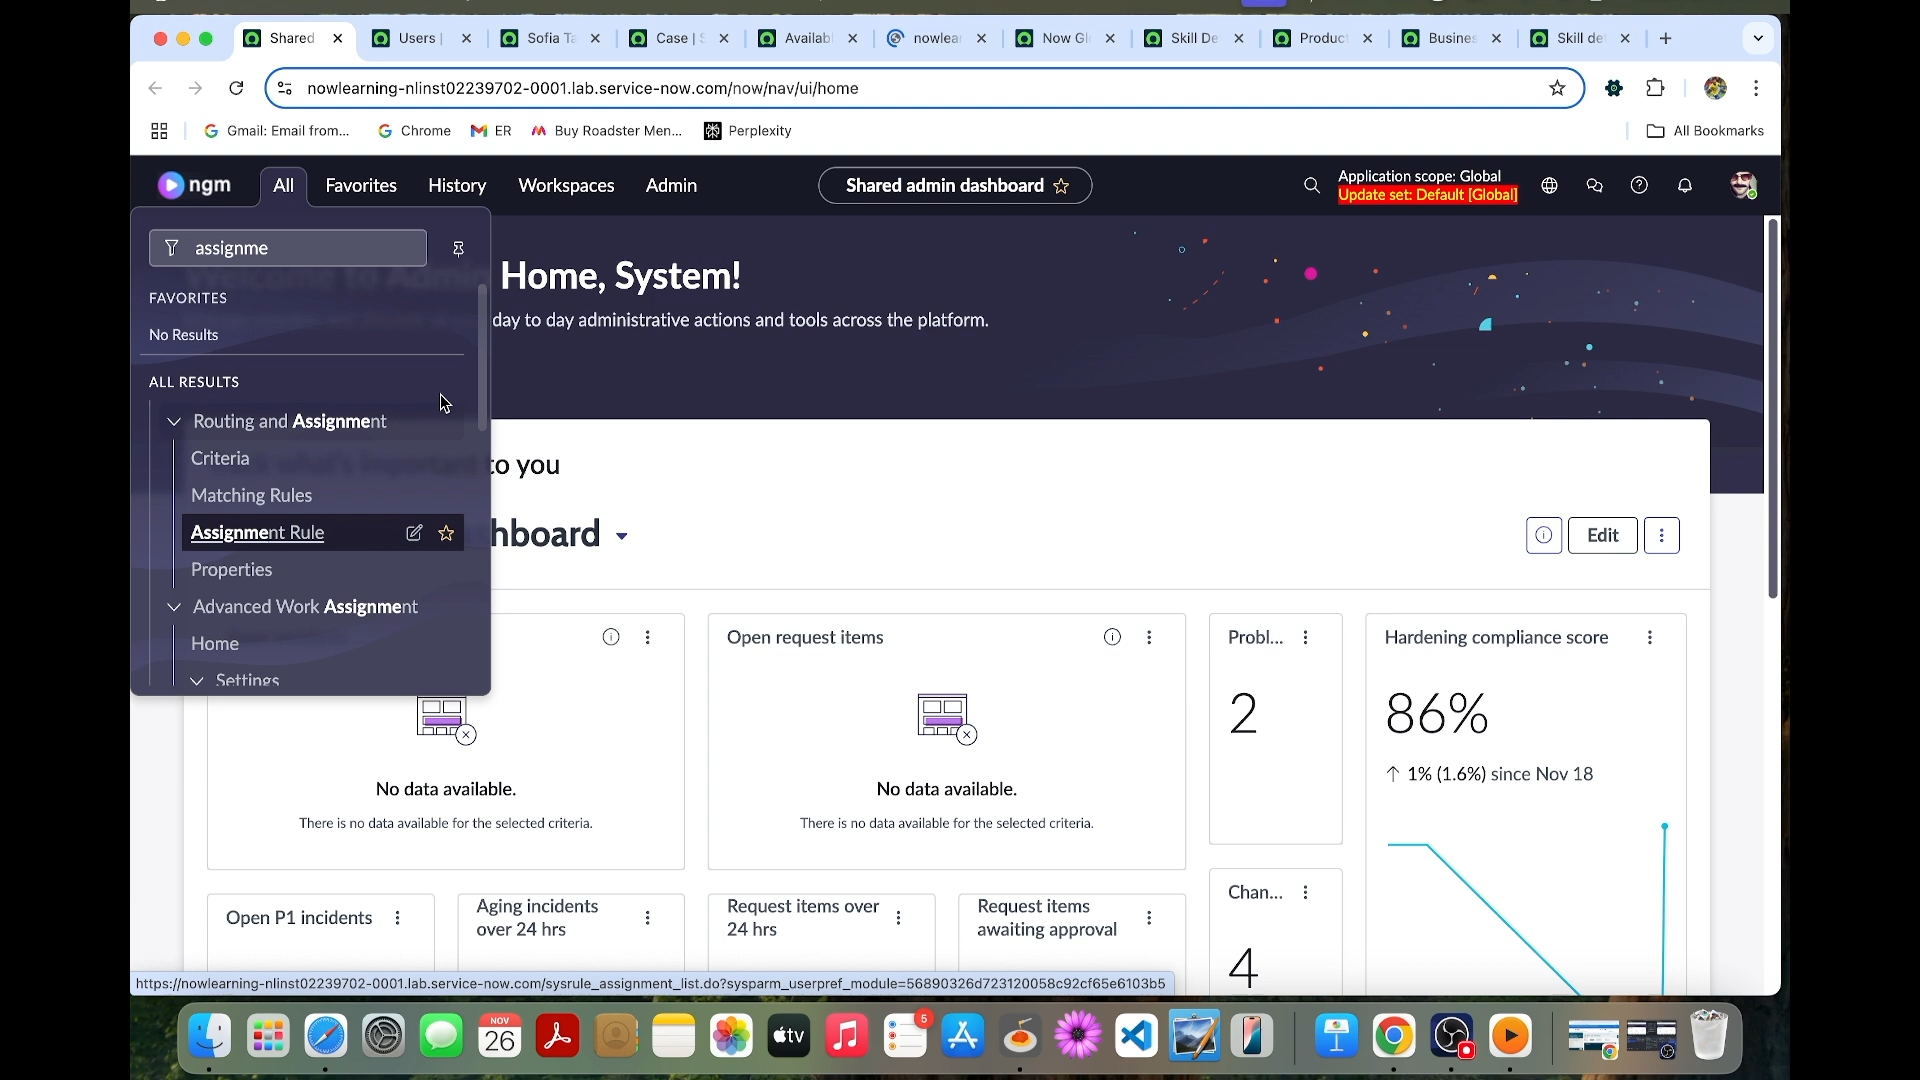 Shared
Users |
Sofia Ta
Case | S
Availabl
nowlear
Now Gl
Skill De
Product
Busines
Skill det
nowlearning-nlinst02239702-0001.lab.service-now.com/now/nav/ui/home
Gmail: Email from...
Chrome
ER
Buy Roadster Men...
Perplexity
All Bookmarks
ngm
All
Favorites
History
Workspaces
Admin
Shared admin dashboard
Application scope: Global
Update set: Default [Global]
assignme
FAVORITES
No Results
ALL RESULTS
Routing and Assignment
Criteria
Matching Rules
Assignment Rule
Properties
Advanced Work Assignment
Home
Settings
Home, System!
day to day administrative actions and tools across the platform.
to you
hboard
Edit
Open request items
Probl...
Hardening compliance score
2
86%
1% (1.6%) since Nov 18
No data available.
There is no data available for the selected criteria.
No data available.
There is no data available for the selected criteria.
Chan...
4
Open P1 incidents
Aging incidents
over 24 hrs
Request items over
24 hrs
Request items
awaiting approval
https://nowlearning-nlinst02239702-0001.lab.service-now.com/sysrule_assignment_list.do?sysparm_userpref_module=56890326d723120058c92cf65e6103b5
NOV
26
tv
5